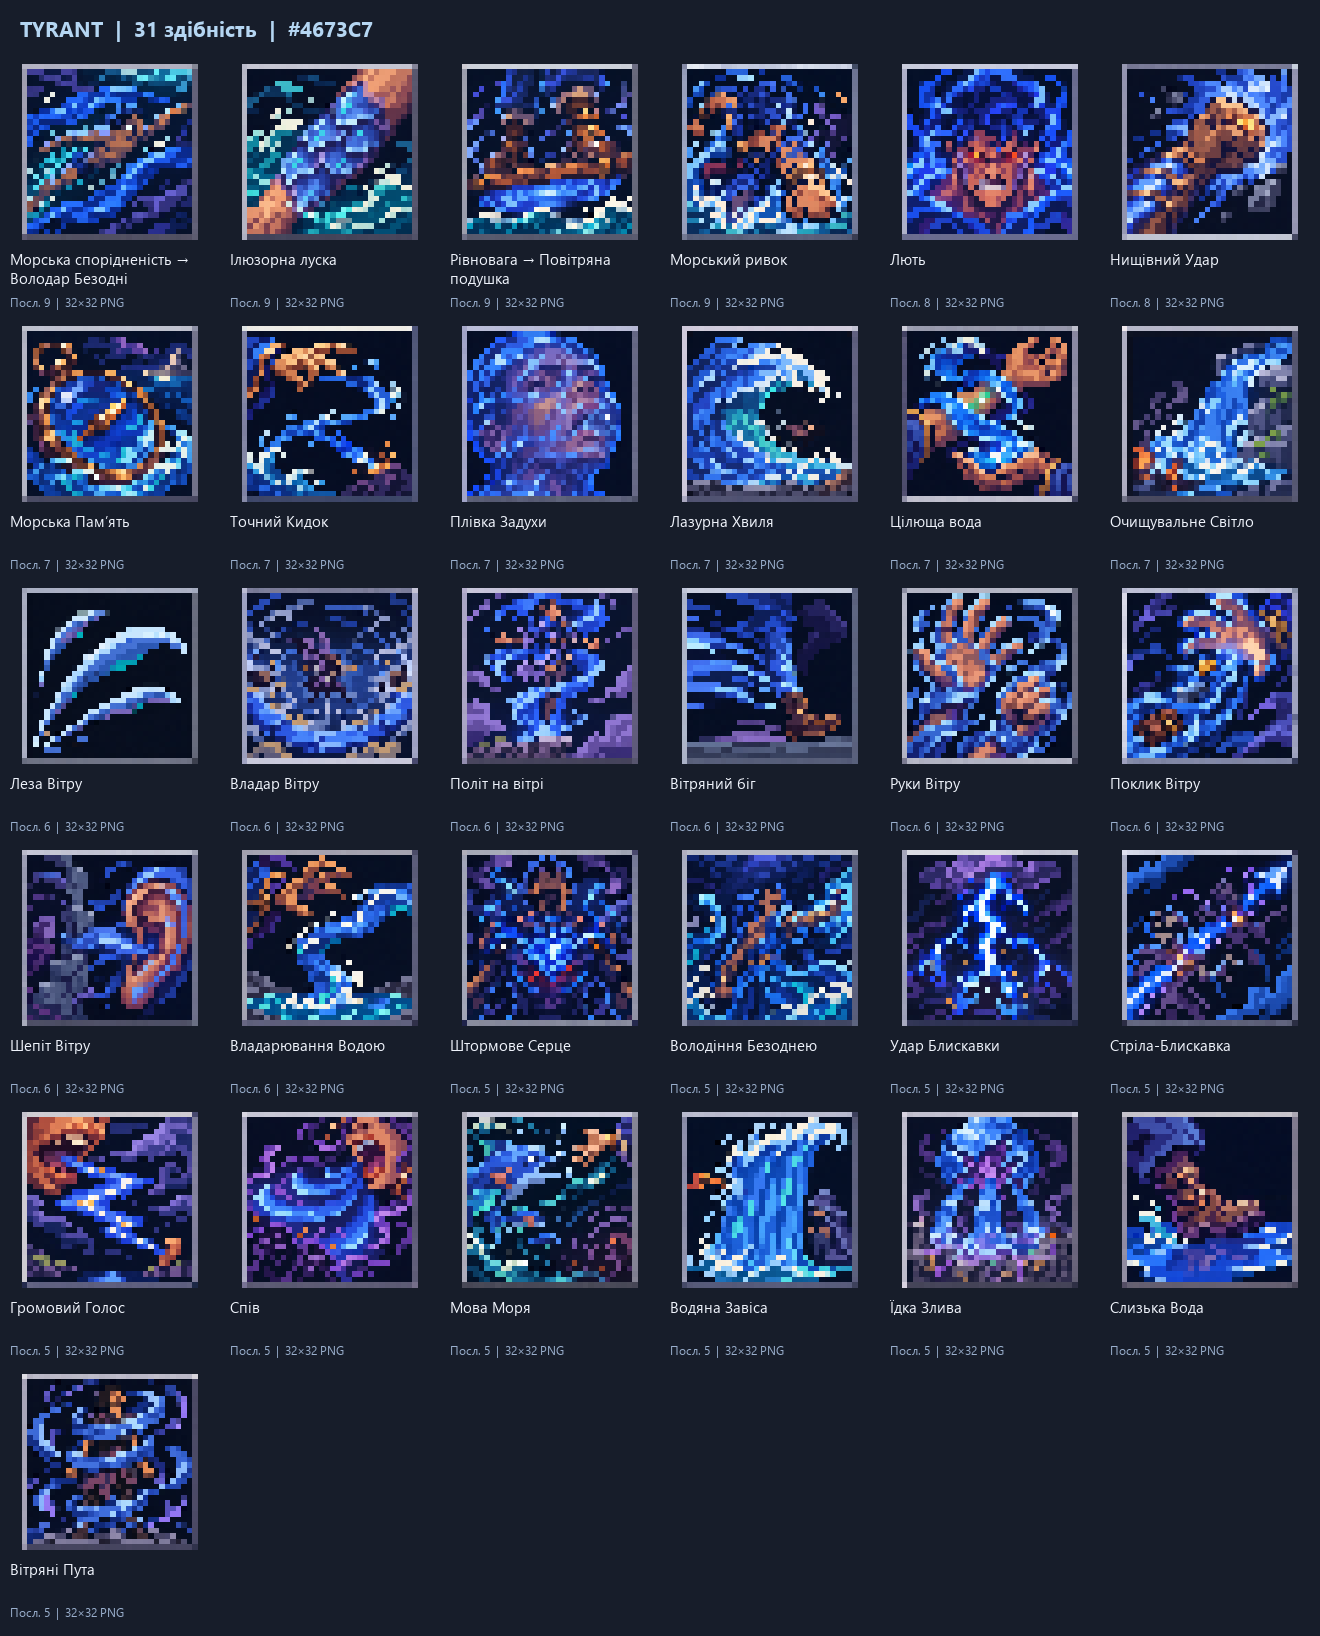 TYRANT | 31 здібність | #4673C7
Морська спорідненість →
Володар Безодні
Посл. 9 | 32×32 PNG
Ілюзорна луска
Посл. 9 | 32×32 PNG
Рівновага → Повітряна
подушка
Посл. 9 | 32×32 PNG
Морський ривок
Посл. 9 | 32×32 PNG
Лють
Посл. 8 | 32×32 PNG
Нищівний Удар
Посл. 8 | 32×32 PNG
Морська Пам'ять
Посл. 7 | 32×32 PNG
Точний Кидок
Посл. 7 | 32×32 PNG
Плівка Задухи
Посл. 7 | 32×32 PNG
Лазурна Хвиля
Посл. 7 | 32×32 PNG
Цілюща вода
Посл. 7 | 32×32 PNG
Очищувальне Світло
Посл. 7 | 32×32 PNG
Леза Вітру
Посл. 6 | 32×32 PNG
Владар Вітру
Посл. 6 | 32×32 PNG
Політ на вітрі
Посл. 6 | 32×32 PNG
Вітряний біг
Посл. 6 | 32×32 PNG
Руки Вітру
Посл. 6 | 32×32 PNG
Поклик Вітру
Посл. 6 | 32×32 PNG
Шепіт Вітру
Посл. 6 | 32×32 PNG
Владарювання Водою
Посл. 6 | 32×32 PNG
Штормове Серце
Посл. 5 | 32×32 PNG
Володіння Безоднею
Посл. 5 | 32×32 PNG
Удар Блискавки
Посл. 5 | 32×32 PNG
Стріла-Блискавка
Посл. 5 | 32×32 PNG
Громовий Голос
Посл. 5 | 32×32 PNG
Спів
Посл. 5 | 32×32 PNG
Мова Моря
Посл. 5 | 32×32 PNG
Водяна Завіса
Посл. 5 | 32×32 PNG
Їдка Злива
Посл. 5 | 32×32 PNG
Слизька Вода
Посл. 5 | 32×32 PNG
Вітряні Пута
Посл. 5 | 32×32 PNG